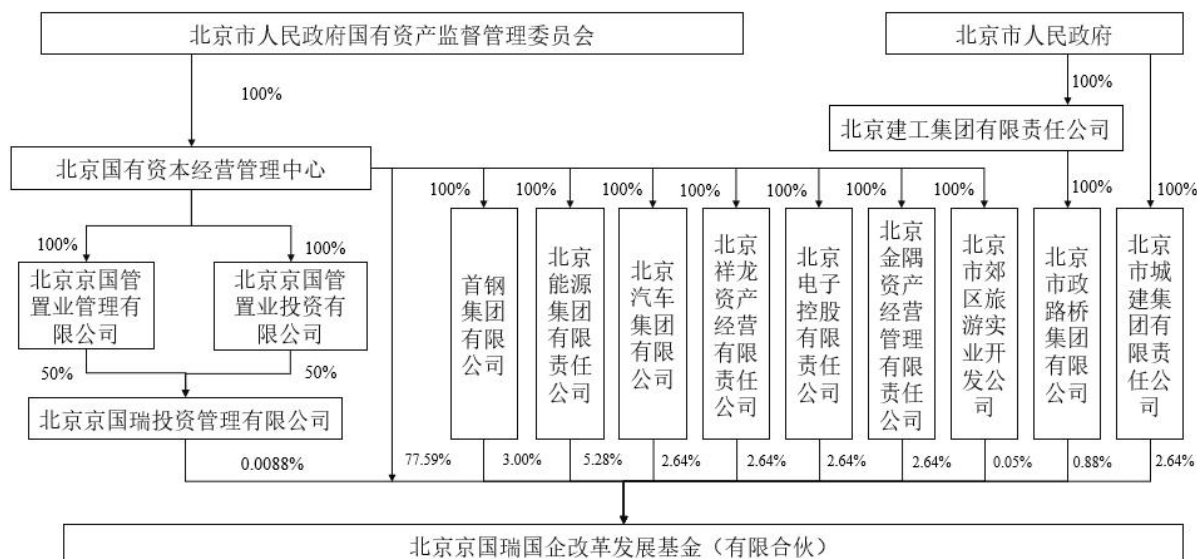 北京市人民政府国有资产监督管理委员会
北京市人民政府
100%
100%
北京建工集团有限责任公司
北京国有资本经营管理中心
100%
100%
100%
100%
100%
100%
100%
100%
100%
100%
100%
北京京国管
置业管理有
限公司
北京京国管
置业投资有
限公司
首钢
集团
有限
公司
北京
能源
集团
有限
责任
公司
北京
汽车
集团
有限
公司
北京
祥龙
资产
经营
有限
责任
公司
北京
电子
控股
有限
责任
公司
北京
金隅
资产
经营
管理
有限
责任
公司
北京
市郊
区旅
游实
业开
发公
司
北京
市政
路桥
集团
有限
公司
北京
市城
建集
团有
限责
任公
司
50%
50%
北京京国瑞投资管理有限公司
0.0088%
77.59%
3.00%
5.28%
2.64%
2.64%
2.64%
2.64%
0.05%
0.88%
2.64%
北京京国瑞国企改革发展基金（有限合伙）